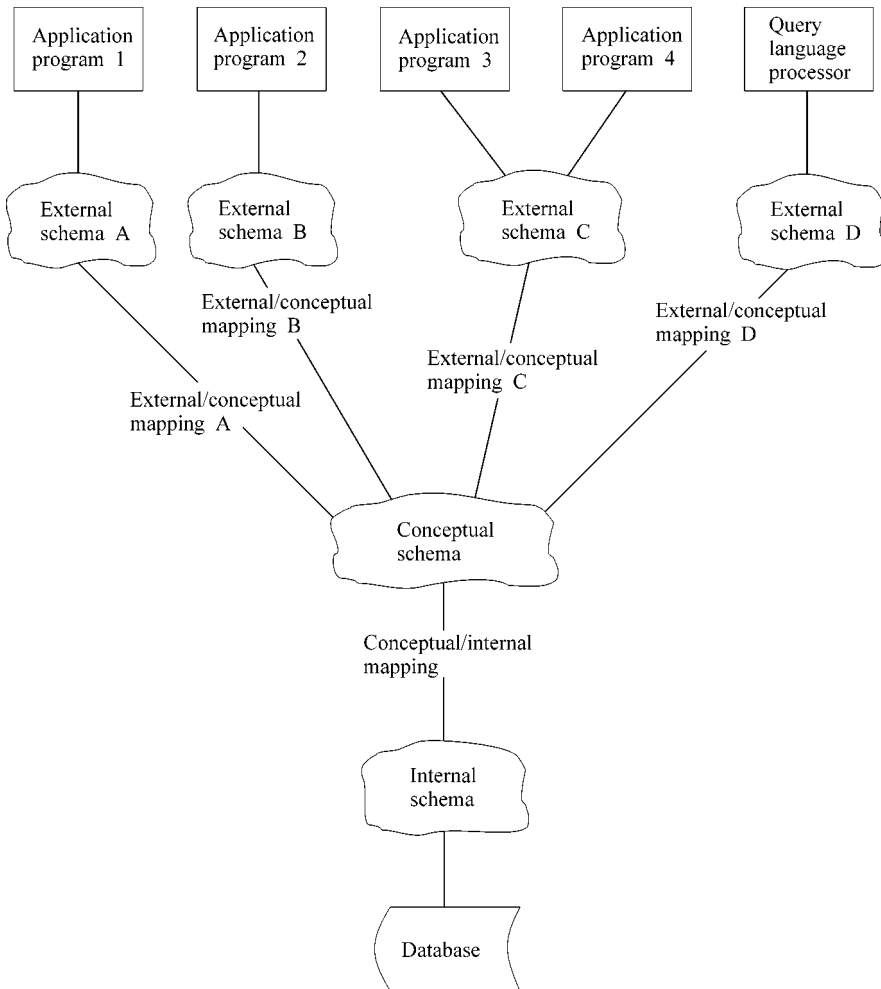 Application
program 1
Application
program 2
Application
program 3
Application
program 4
Query
language
processor
External
schema A
External
schema B
External
schema C
External
schema D
External/conceptual
mapping B
External/conceptual
mapping D
External/conceptual
mapping C
External/conceptual
mapping A
Conceptual
schema
Conceptual/internal
mapping
Internal
schema
Database